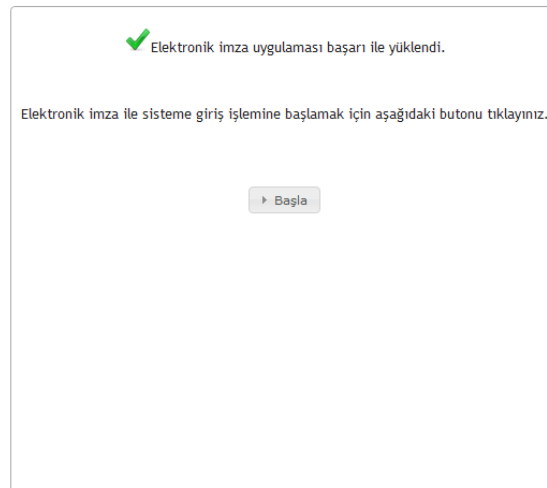 Elektronik imza uygulaması başarı ile yüklendi.
Elektronik imza ile sisteme giriş işlemine başlamak için aşağıdaki butonu tıklayınız.
Başla